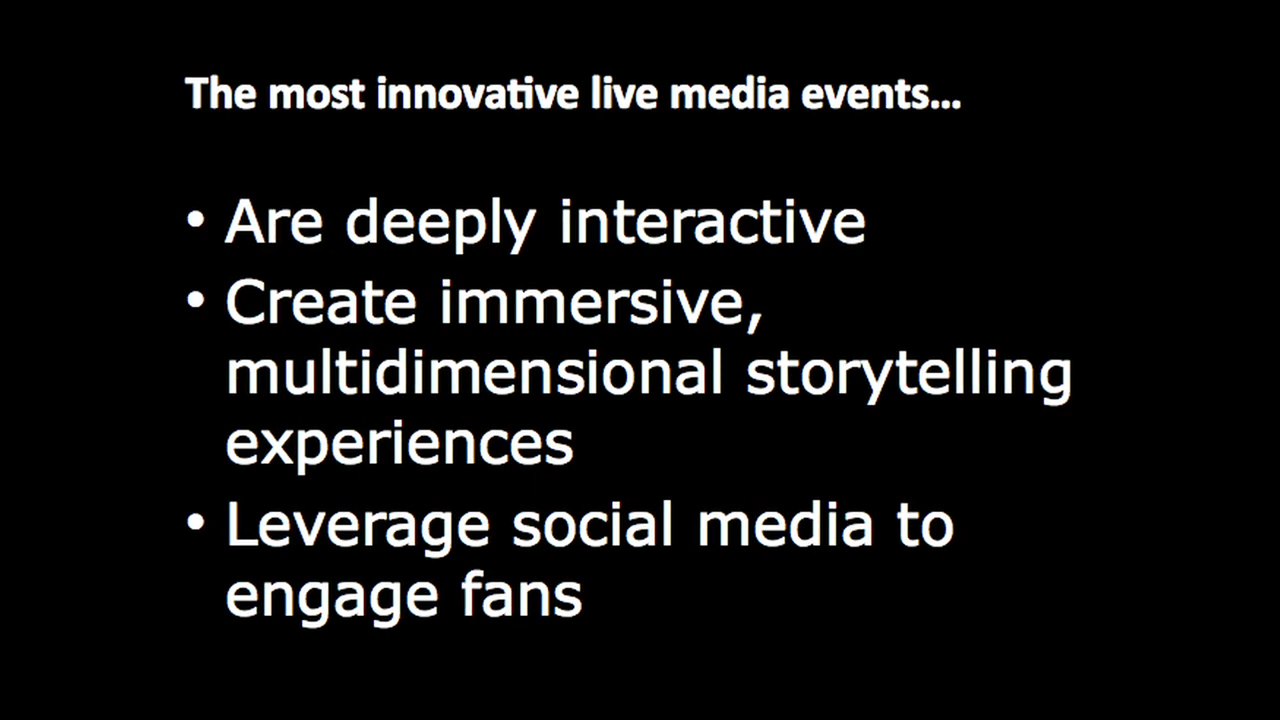 The most innovative live media events...
• Are deeply interactive
• Create immersive,
multidimensional storytelling
experiences
• Leverage social media to
engage fans